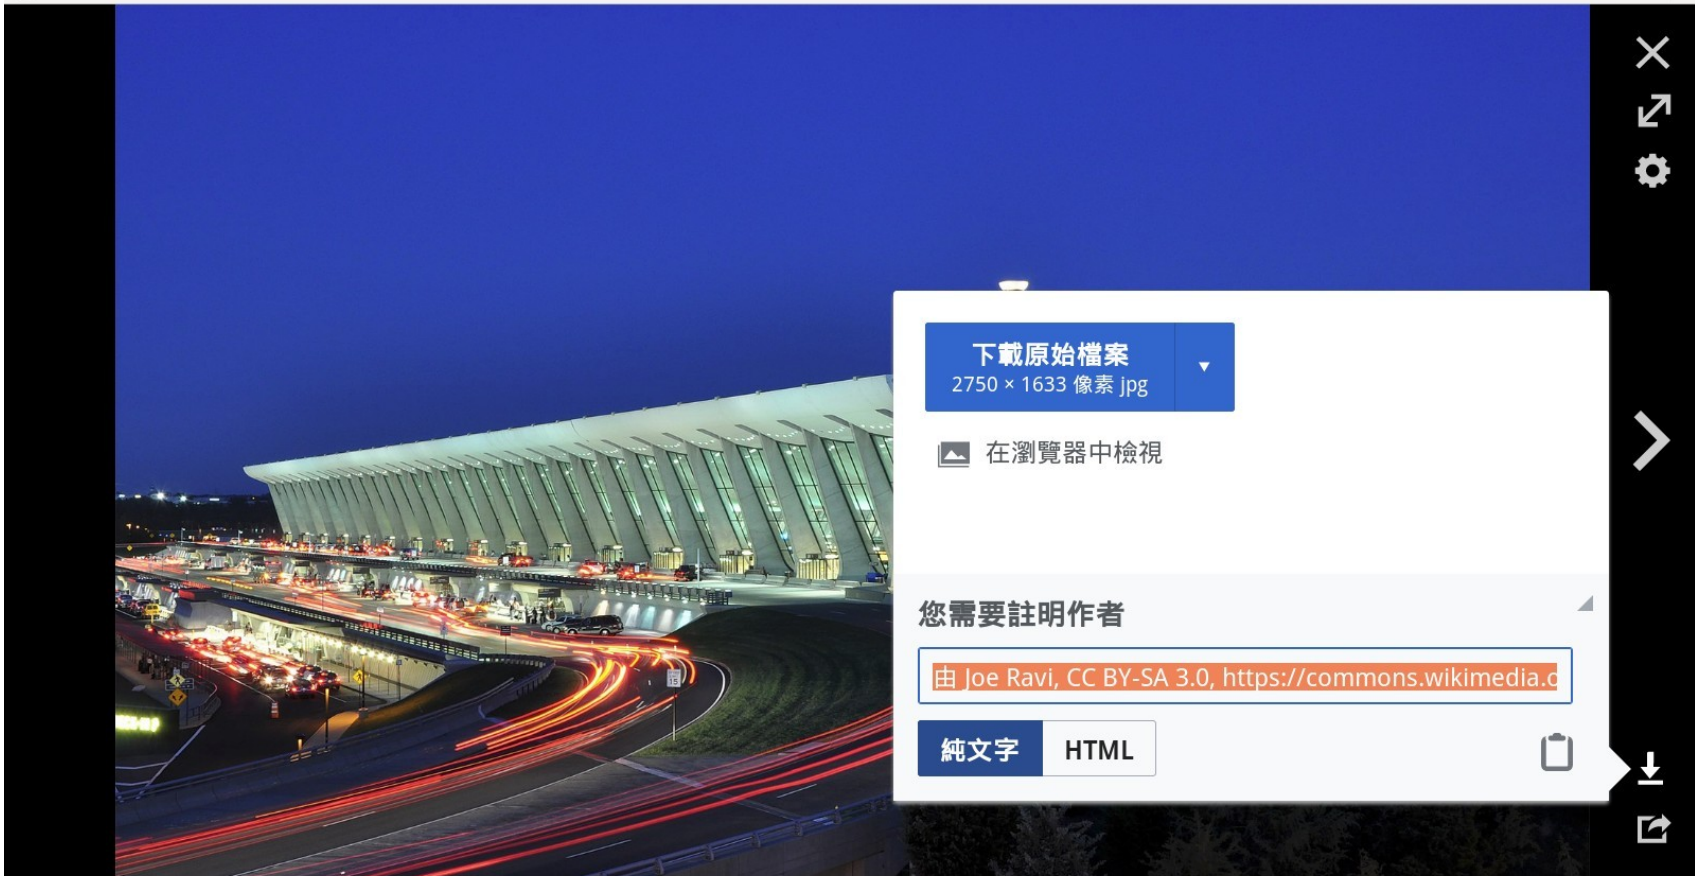 下載原始檔案
2750 × 1633 像素 jpg
在瀏覽器中檢視
您需要註明作者
由 Joe Ravi, CC BY-SA 3.0, https://commons.wikimedia.o
純文字
HTML
15